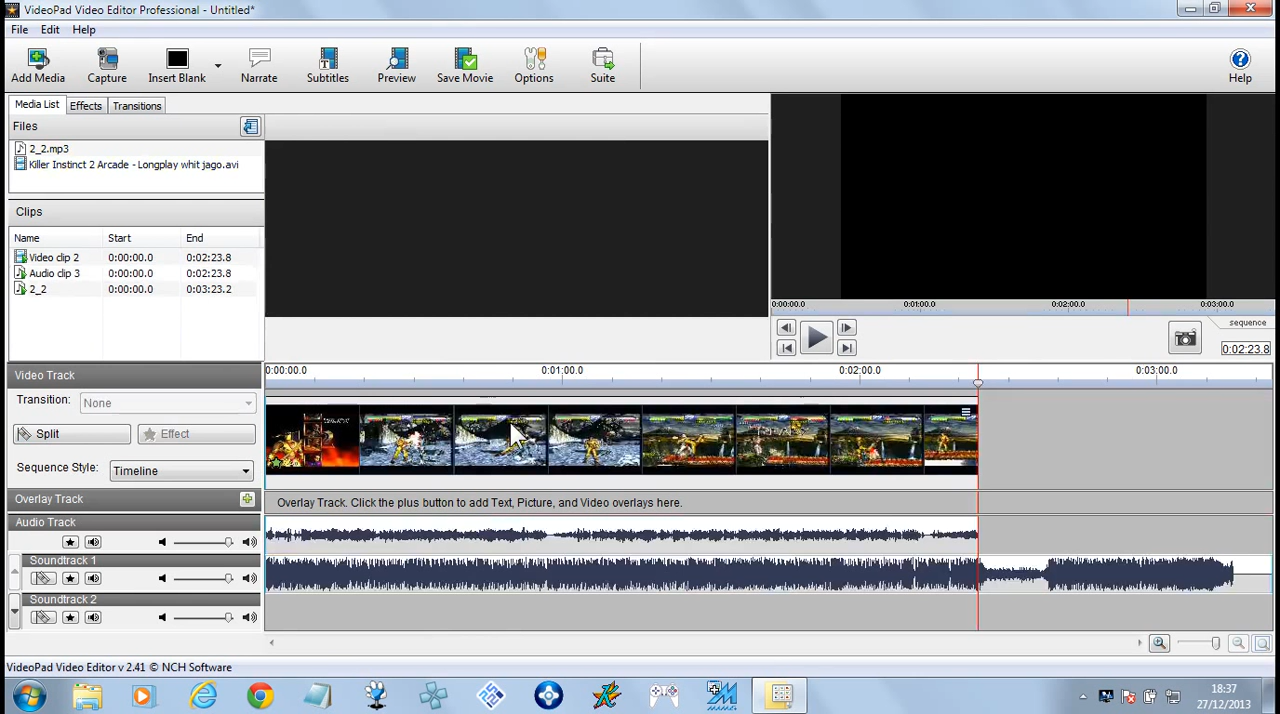 VideoPad Video Editor Professional - Untitled*
File Edit Help
Add Media Capture Insert Blank Narrate Subtitles Preview Save Movie Options Suite Help
Media List Effects Transitions
Files
2_2.mp3
Killer Instinct 2 Arcade - Longplay whit jago.avi
Clips
Name Start End
Video clip 2 0:00:00.0 0:02:23.8
Audio clip 3 0:00:00.0 0:02:23.8
2_2 0:00:00.0 0:03:23.2
0:00:00.0 0:01:00.0 0:02:00.0 0:03:00.0
sequence
0:02:23.8
Video Track
0:00:00.0 0:01:00.0 0:02:00.0 0:03:00.0
Transition: None
Split Effect
Sequence Style: Timeline
Overlay Track
Overlay Track. Click the plus button to add Text, Picture, and Video overlays here.
Audio Track
Soundtrack 1
Soundtrack 2
VideoPad Video Editor v 2.41 © NCH Software
18:37
27/12/2013